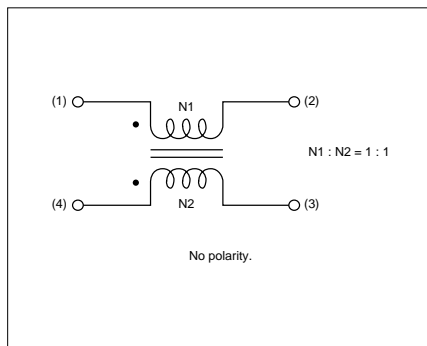 (1)
N1
(2)
N1 : N2 = 1 : 1
(4)
N2
(3)
No polarity.